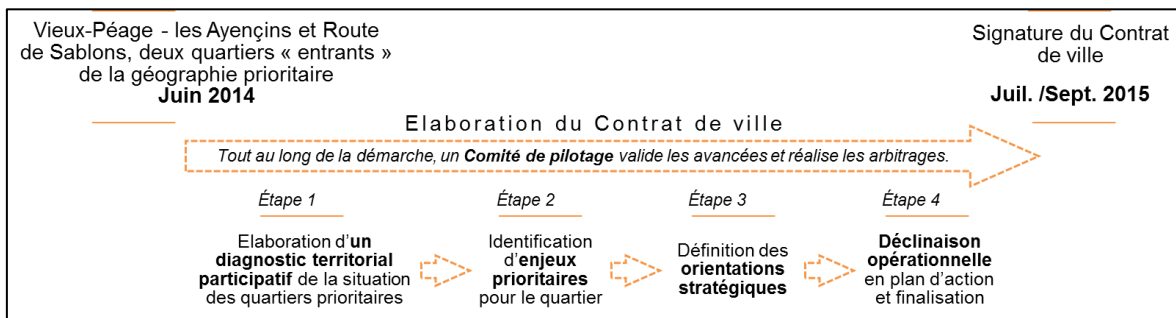 Vieux-Péage - les Ayençins et Route
de Sablons, deux quartiers « entrants »
de la géographie prioritaire
Juin 2014
Signature du Contrat
de ville
Juil. /Sept. 2015
Elaboration du Contrat de ville
Tout au long de la démarche, un Comité de pilotage valide les avancées et réalise les arbitrages.
Étape 1
Elaboration d'un
diagnostic territorial
participatif de la situation
des quartiers prioritaires
Étape 2
Identification
d'enjeux
prioritaires
pour le quartier
Étape 3
Définition des
orientations
stratégiques
Étape 4
Déclinaison
opérationnelle
en plan d'action
et finalisation